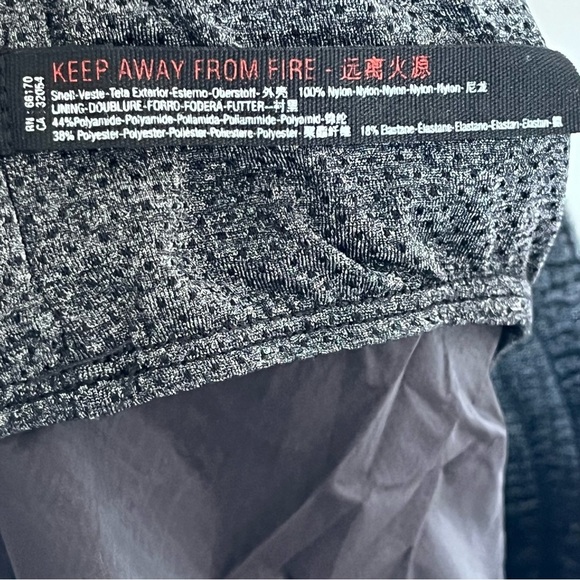 RN : 68170
CA : 32054
KEEP AWAY FROM FIRE - 远离火源
Shell-Veste-Tela Exterior-Esterno-Oberstoff- 外壳 100% Nylon-Nylon-Nylon-Nylon-Nylon- 尼龙
LINING-DOUBLURE-FORRO-FODERA-FUTTER--衬里
44%Polyamide-Polyamide-Poliamida-Poliammide-Polyamid-锦纶
38% Polyester-Polyester-Poliéster-Poliestere-Polyester-聚酯纤维 18% Elastane-Élastane-Elastano-Elastan-Elastan-